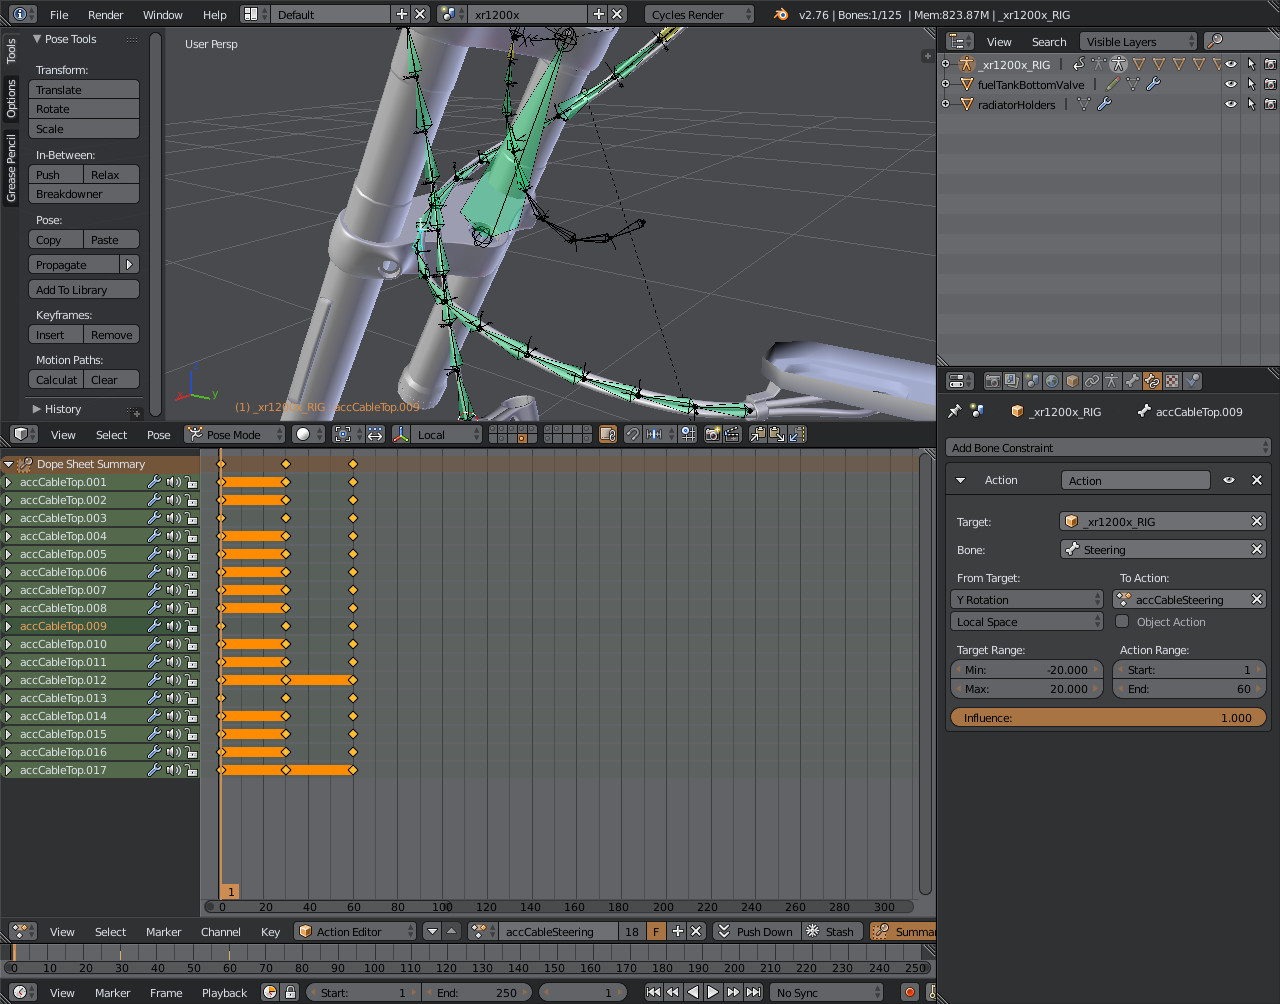 File Render Window Help Default xr1200x Cycles Render v2.76 | Bones:1/125 | Mem:823.87M | _xr1200x_RIG
Tools
Options
Grease Pencil
Pose Tools
Transform:
Translate
Rotate
Scale
In-Between:
Push Relax
Breakdowner
Pose:
Copy Paste
Propagate
Add To Library
Keyframes:
Insert Remove
Motion Paths:
Calculat Clear
History
User Persp
x y
(1) _xr1200x_RIG : accCableTop.009
View Select Pose Pose Mode Local
View Search Visible Layers
_xr1200x_RIG
fuelTankBottomValve
radiatorHolders
_xr1200x_RIG accCableTop.009
Add Bone Constraint
Action Action
Target: _xr1200x_RIG
Bone: Steering
From Target: To Action:
Y Rotation accCableSteering
Local Space Object Action
Target Range: Action Range:
Min: -20.000 Start: 1
Max: 20.000 End: 60
Influence: 1.000
Dope Sheet Summary
accCableTop.001
accCableTop.002
accCableTop.003
accCableTop.004
accCableTop.005
accCableTop.006
accCableTop.007
accCableTop.008
accCableTop.009
accCableTop.010
accCableTop.011
accCableTop.012
accCableTop.013
accCableTop.014
accCableTop.015
accCableTop.016
accCableTop.017
1
0 20 40 60 80 100 120 140 160 180 200 220 240 260 280 300
View Select Marker Channel Key Action Editor accCableSteering 18 F Push Down Stash Summar
0 10 20 30 40 50 60 70 80 90 100 110 120 130 140 150 160 170 180 190 200 210 220 230 240 250
View Marker Frame Playback Start: 1 End: 250 1 No Sync